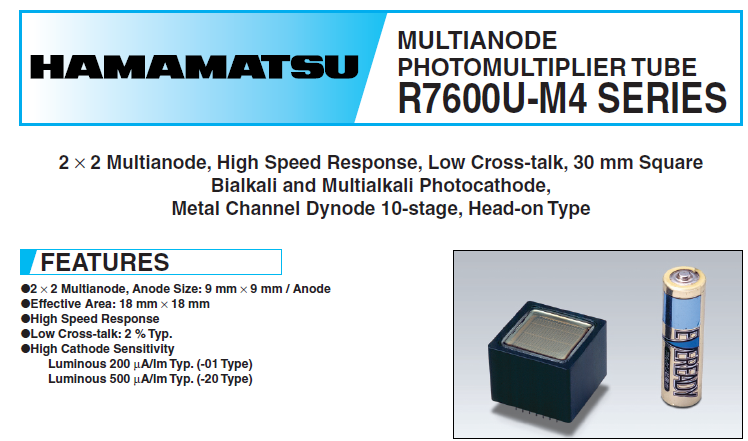 HAMAMATSU
MULTIANODE
PHOTOMULTIPLIER TUBE
R7600U-M4 SERIES
2 × 2 Multianode, High Speed Response, Low Cross-talk, 30 mm Square
Bialkali and Multialkali Photocathode,
Metal Channel Dynode 10-stage, Head-on Type
FEATURES
●2 × 2 Multianode, Anode Size: 9 mm × 9 mm / Anode
●Effective Area: 18 mm × 18 mm
●High Speed Response
●Low Cross-talk: 2 % Typ.
●High Cathode Sensitivity
Luminous 200 μA/lm Typ. (-01 Type)
Luminous 500 μA/lm Typ. (-20 Type)
EVEREADY